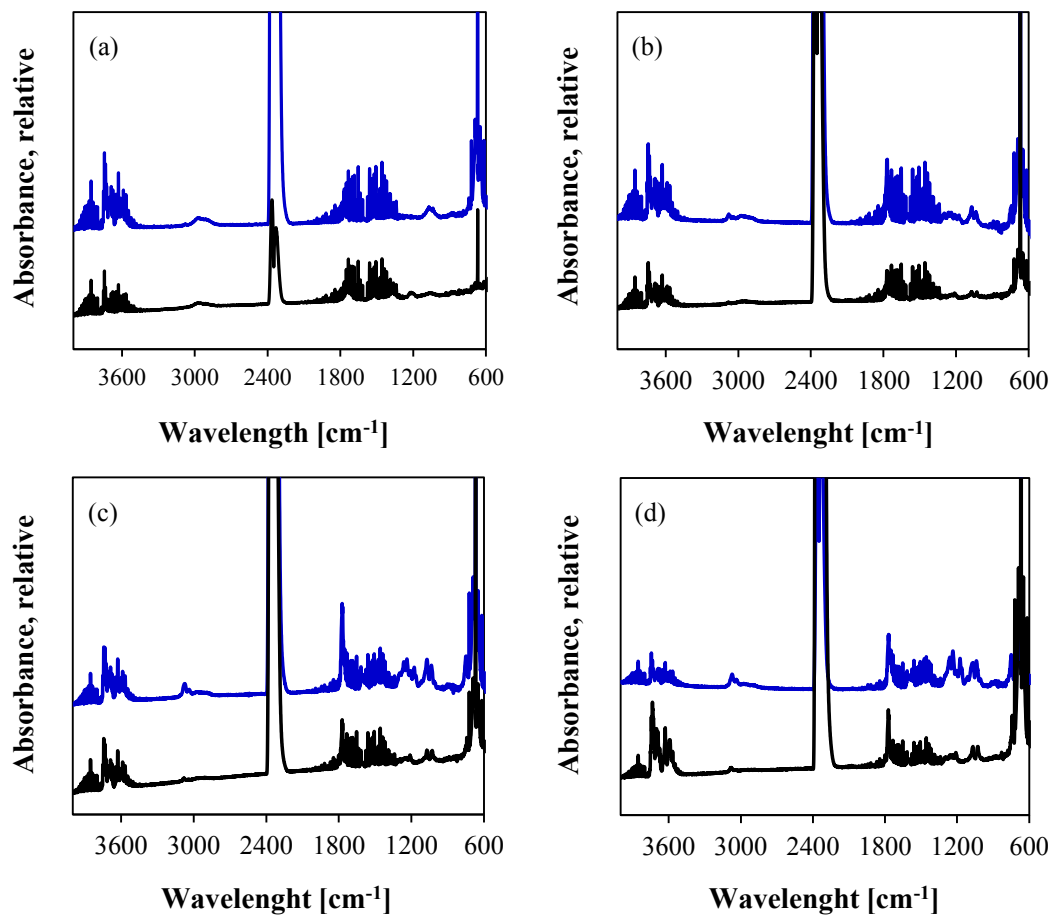 (a)
Absorbance, relative
3600 3000 2400 1800 1200 600
Wavelength [cm-1]
(b)
Absorbance, relative
3600 3000 2400 1800 1200 600
Wavelenght [cm-1]
(c)
Absorbance, relative
3600 3000 2400 1800 1200 600
Wavelenght [cm-1]
(d)
Absorbance, relative
3600 3000 2400 1800 1200 600
Wavelenght [cm-1]